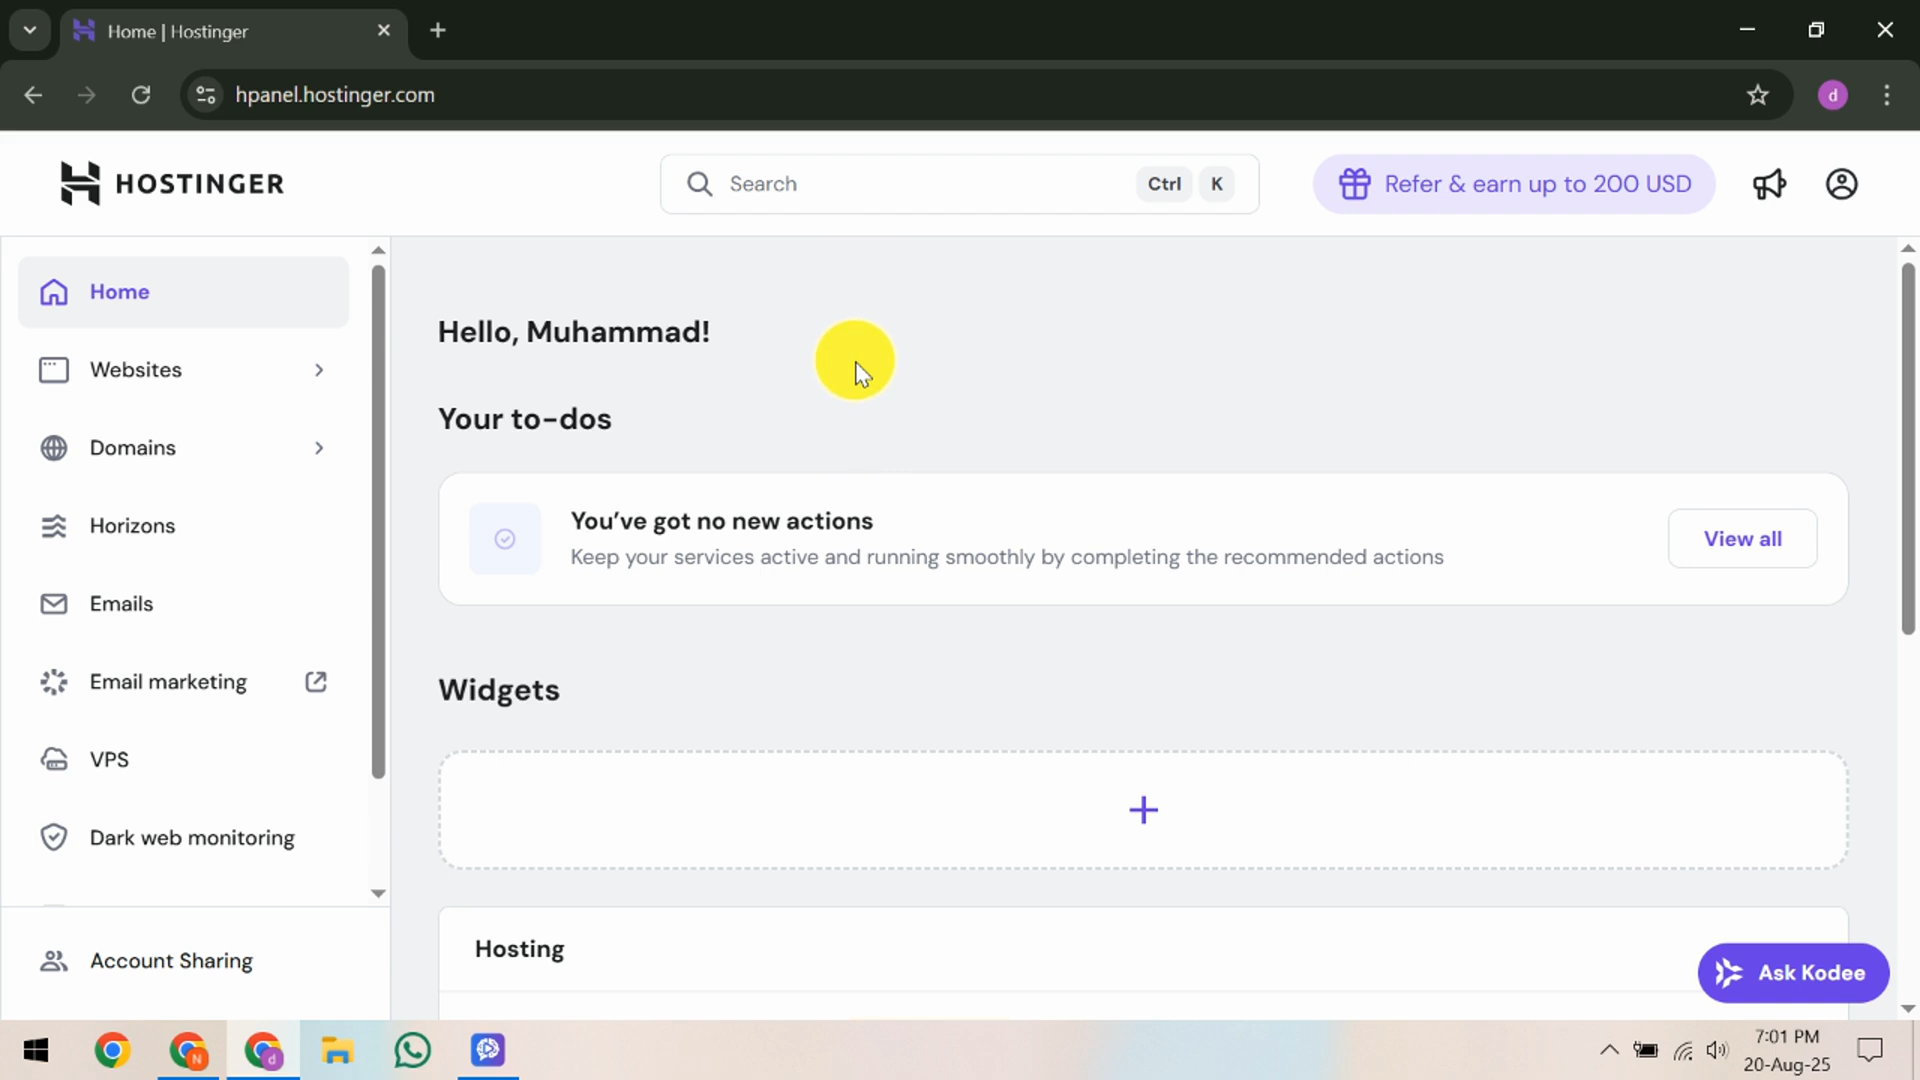 Home | Hostinger
hpanel.hostinger.com
d
HOSTINGER
Search
Ctrl K
Refer & earn up to 200 USD
Home
Websites
Domains
Horizons
Emails
Email marketing
VPS
Dark web monitoring
Account Sharing
Hello, Muhammad!
Your to-dos
You've got no new actions
Keep your services active and running smoothly by completing the recommended actions
View all
Widgets
Hosting
Ask Kodee
N
d
7:01 PM
20-Aug-25